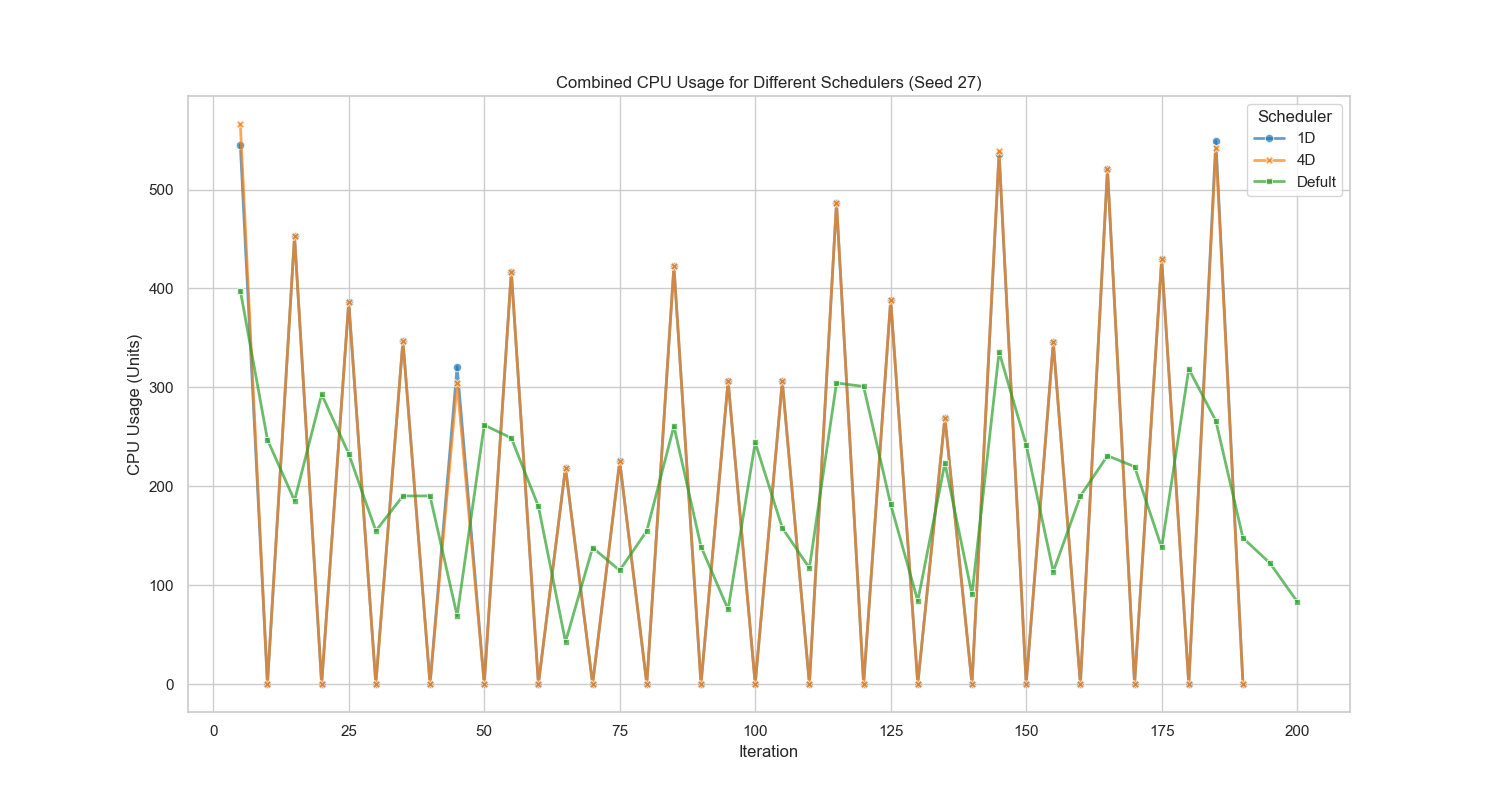 Combined CPU Usage for Different Schedulers (Seed 27)
Scheduler
1D
4D
Defult
CPU Usage (Units)
500
400
300
200
100
0
0 25 50 75 100 125 150 175 200
Iteration